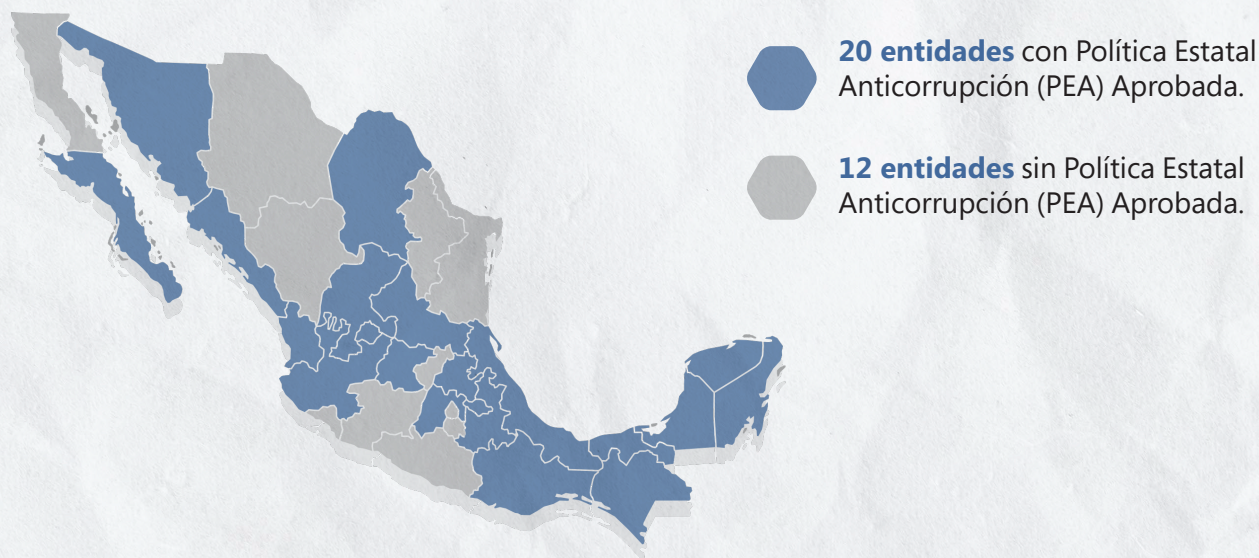 20 entidades con Política Estatal
Anticorrupción (PEA) Aprobada.
12 entidades sin Política Estatal
Anticorrupción (PEA) Aprobada.